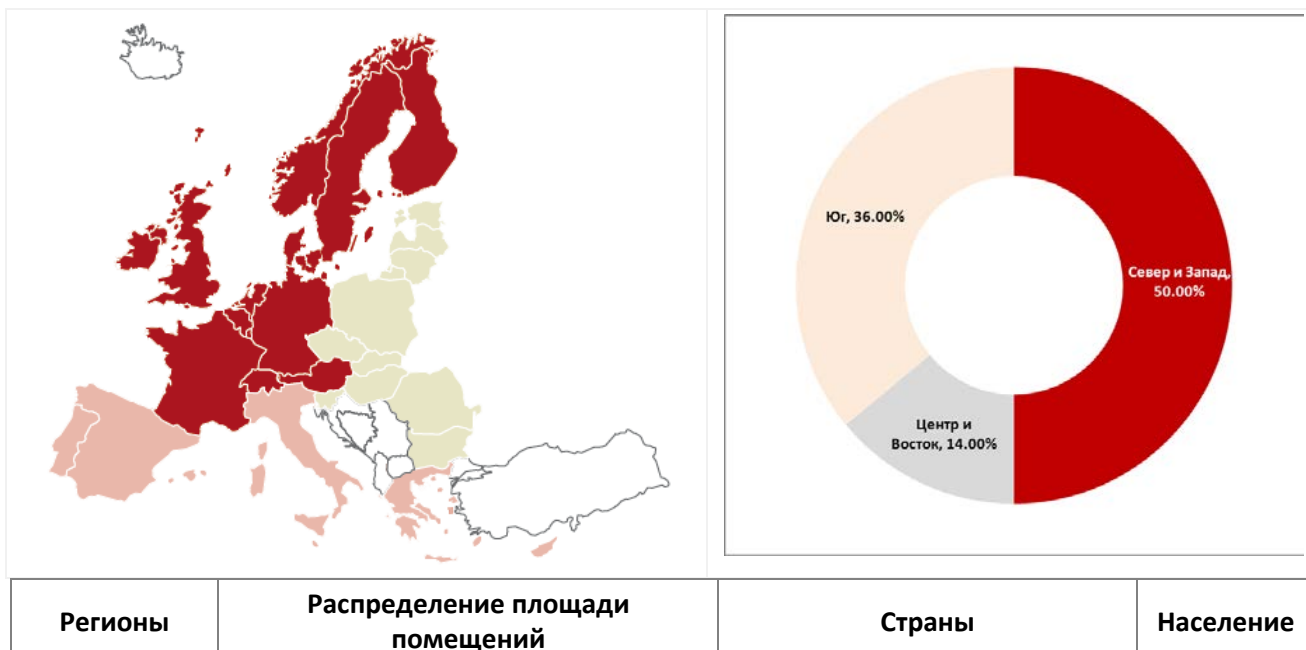 Юг, 36.00%
Север и Запад,
50.00%
Центр и
Восток, 14.00%
Регионы
Распределение площади
помещений
Страны
Население